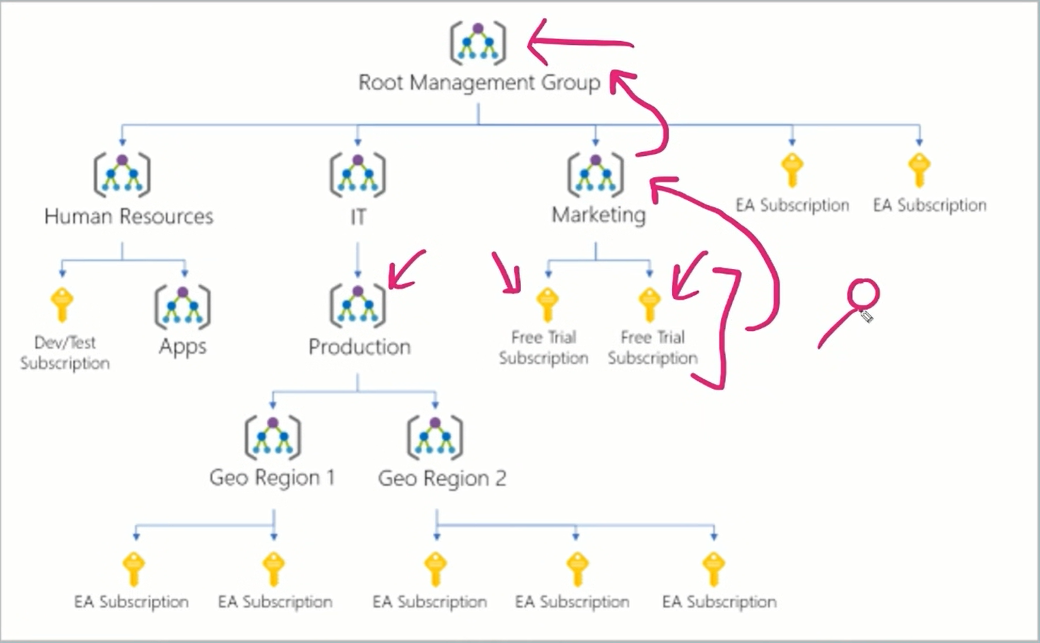 Root Management Group
Human Resources
IT
Marketing
EA Subscription
EA Subscription
Dev/Test
Subscription
Apps
Production
Free Trial
Subscription
Free Trial
Subscription
Geo Region 1
Geo Region 2
EA Subscription
EA Subscription
EA Subscription
EA Subscription
EA Subscription